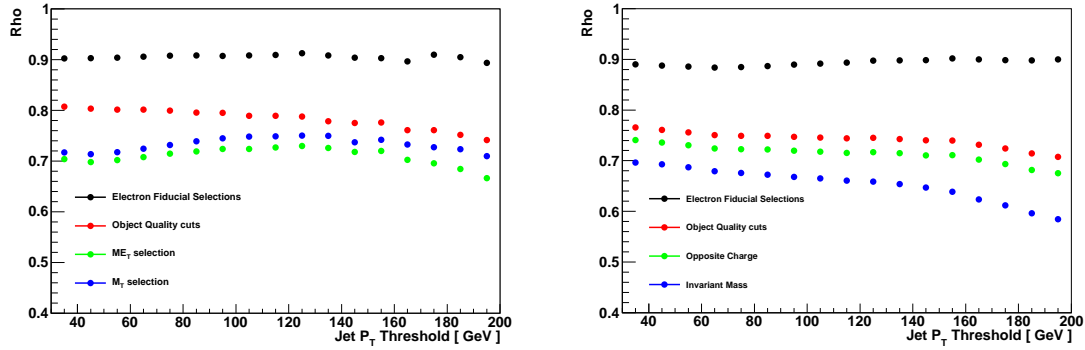 Rho
1
0.9
0.8
0.7
0.6
0.5
0.4
Electron Fiducial Selections
Object Quality cuts
ME_T selection
M_T selection
40 60 80 100 120 140 160 180 200
Jet P_T Threshold [ GeV ]
Rho
1
0.9
0.8
0.7
0.6
0.5
0.4
Electron Fiducial Selections
Object Quality cuts
Opposite Charge
Invariant Mass
40 60 80 100 120 140 160 180 200
Jet P_T Threshold [ GeV ]